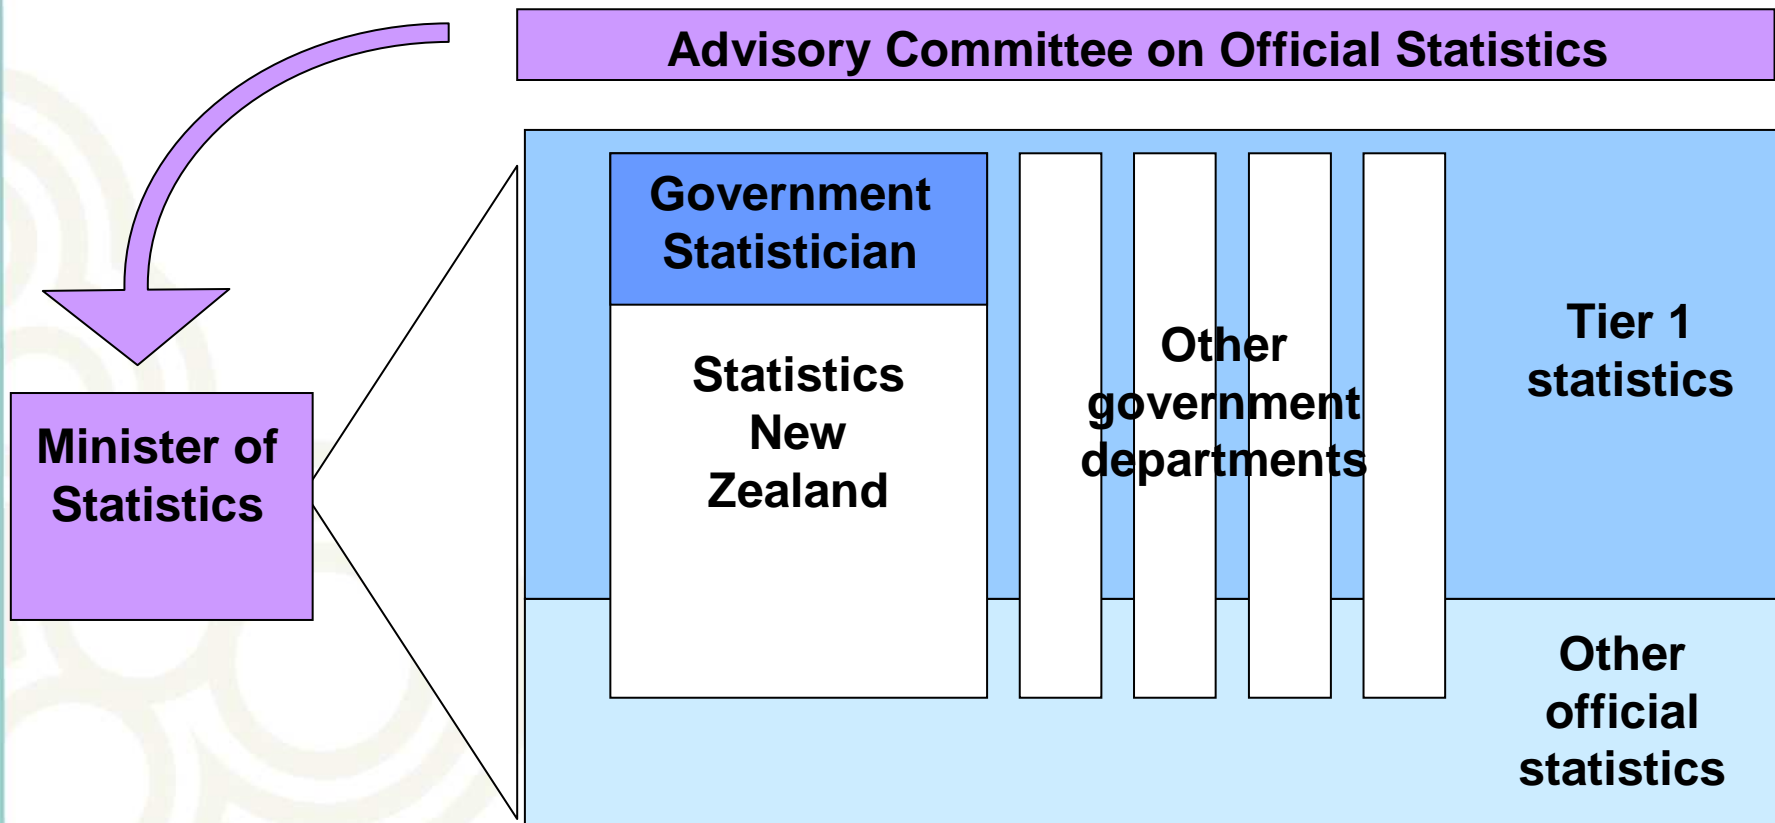 Advisory Committee on Official Statistics
Government
Statistician
Statistics
New
Zealand
Other
government
departments
Tier 1
statistics
Minister of
Statistics
Other
official
statistics